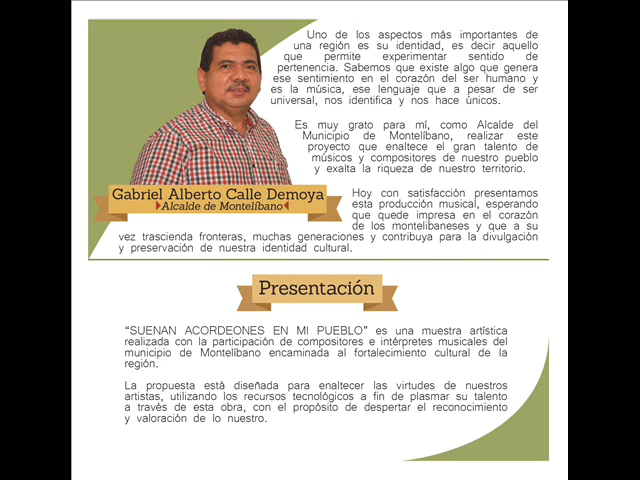 Uno de los aspectos más importantes de
una región es su identidad, es decir aquello
que permite experimentar sentido de
pertenencia. Sabemos que existe algo que genera
ese sentimiento en el corazón del ser humano y
es la música, ese lenguaje que a pesar de ser
universal, nos identifica y nos hace únicos.
Es muy grato para mí, como Alcalde del
Municipio de Montelíbano, realizar este
proyecto que enaltece el gran talento de
músicos y compositores de nuestro pueblo
y exalta la riqueza de nuestro territorio.
Gabriel Alberto Calle Demoya
Alcalde de Montelíbano
Hoy con satisfacción presentamos
esta producción musical, esperando
que quede impresa en el corazón
de los montelibaneses y que a su
vez trascienda fronteras, muchas generaciones y contribuya para la divulgación
y preservación de nuestra identidad cultural.
Presentación
“SUENAN ACORDEONES EN MI PUEBLO” es una muestra artística
realizada con la participación de compositores e intérpretes musicales del
municipio de Montelíbano encaminada al fortalecimiento cultural de la
región.
La propuesta está diseñada para enaltecer las virtudes de nuestros
artistas, utilizando los recursos tecnológicos a fin de plasmar su talento
a través de esta obra, con el propósito de despertar el reconocimiento
y valoración de lo nuestro.